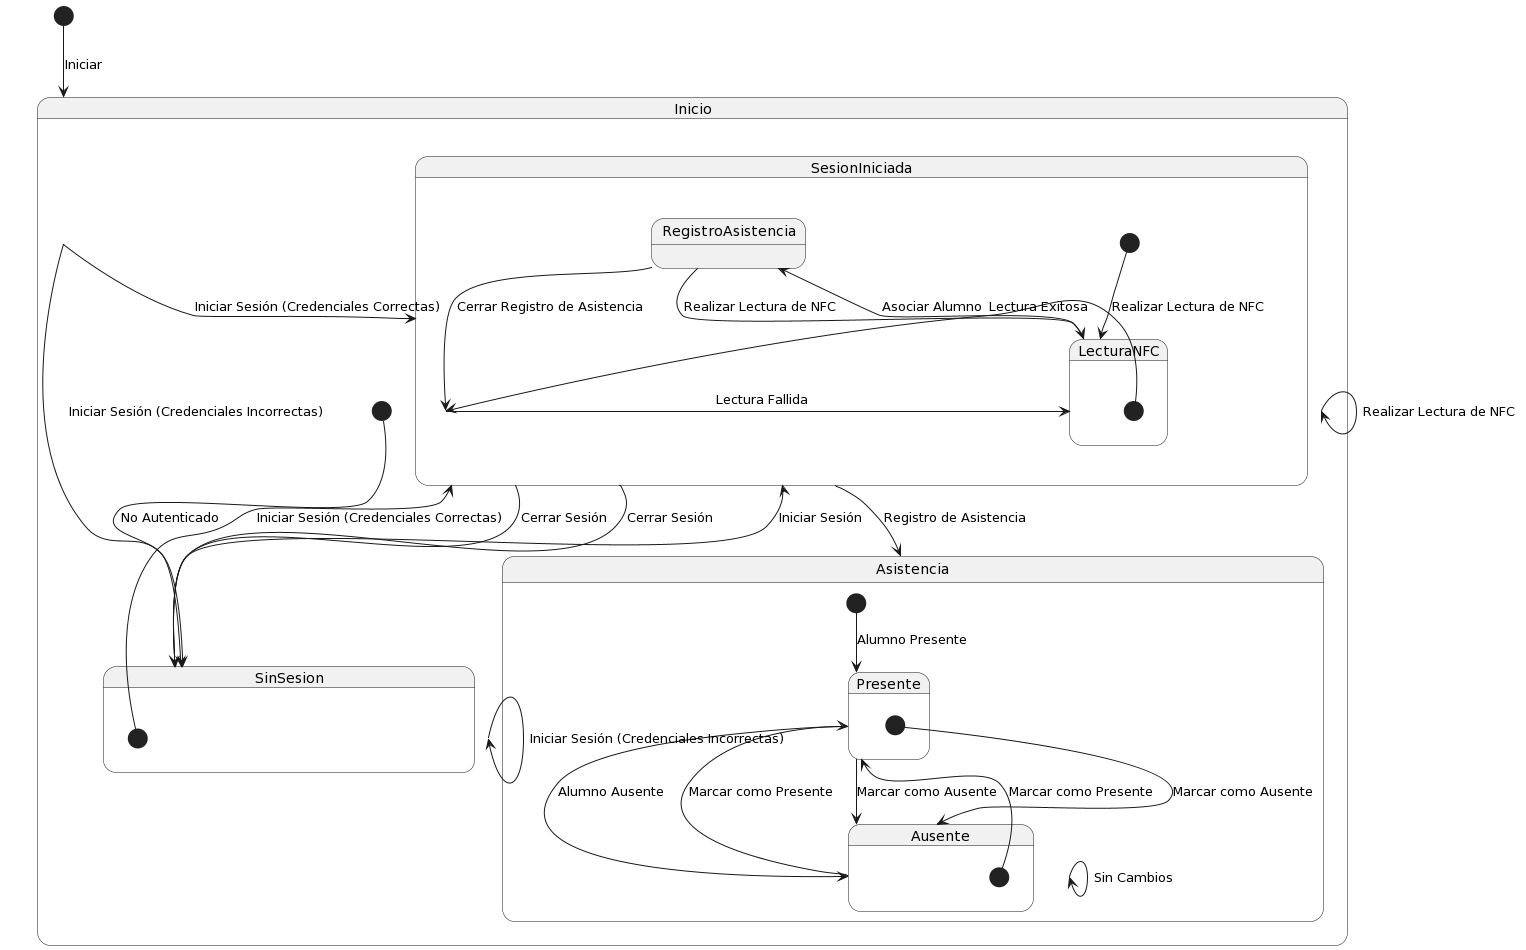 Iniciar
Inicio
SesionIniciada
RegistroAsistencia
Iniciar Sesión (Credenciales Correctas)
Cerrar Registro de Asistencia
Realizar Lectura de NFC
Asociar Alumno
Lectura Exitosa
Realizar Lectura de NFC
LecturaNFC
Lectura Fallida
Iniciar Sesión (Credenciales Incorrectas)
Realizar Lectura de NFC
No Autenticado
Iniciar Sesión (Credenciales Correctas)
Cerrar Sesión
Cerrar Sesión
Iniciar Sesión
Registro de Asistencia
Asistencia
Alumno Presente
SinSesion
Presente
Iniciar Sesión (Credenciales Incorrectas)
Alumno Ausente
Marcar como Presente
Marcar como Ausente
Marcar como Presente
Marcar como Ausente
Ausente
Sin Cambios